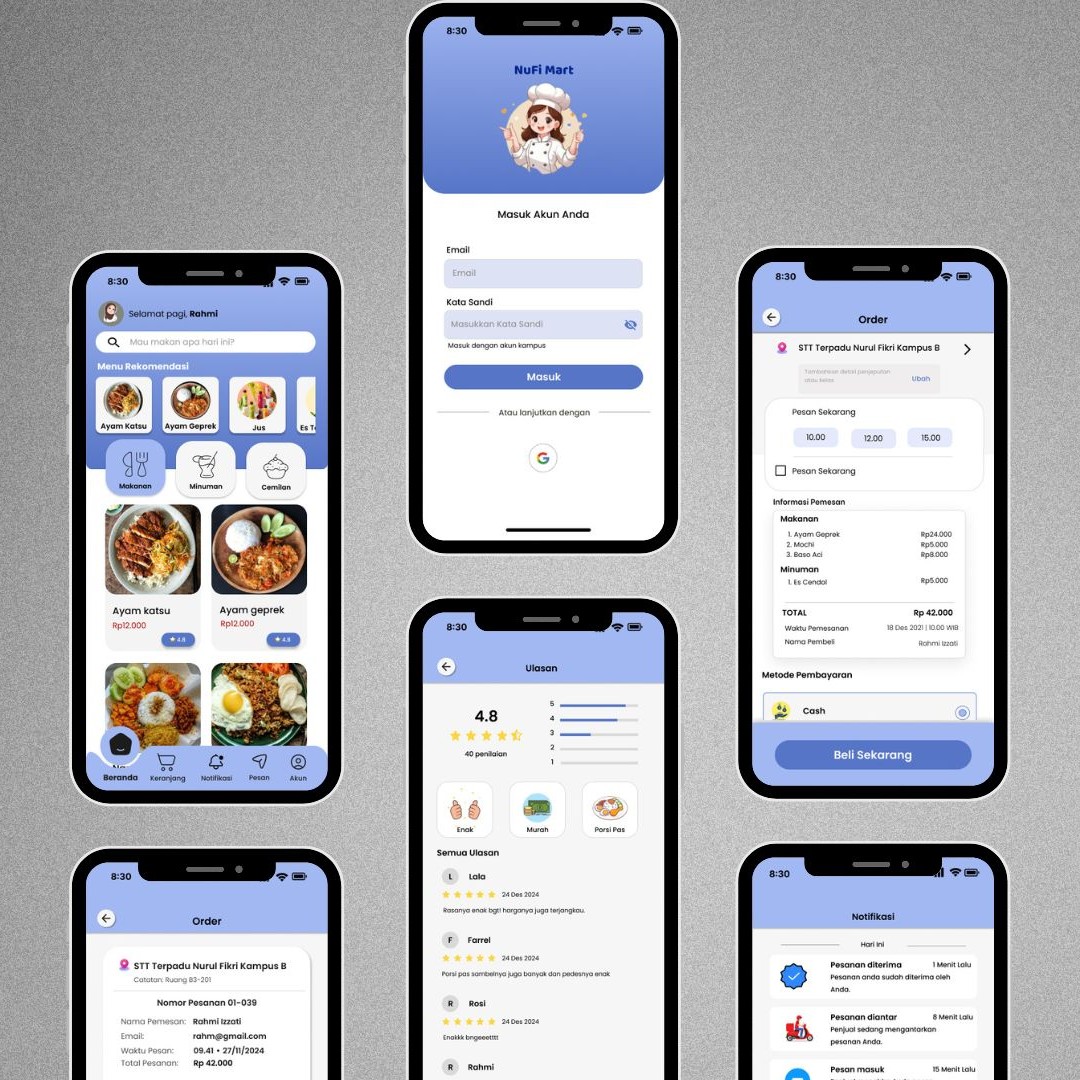 8:30
NuFi Mart
Masuk Akun Anda
Email
Email
Kata Sandi
Masukkan Kata Sandi
Masuk dengan akun kampus
Masuk
Atau lanjutkan dengan
G
8:30
Selamat pagi, Rahmi
Mau makan apa hari ini?
Menu Rekomendasi
Ayam Katsu
Ayam Geprek
Jus
Makanan
Minuman
Cemilan
Ayam katsu
Rp12.000
4.8
Ayam geprek
Rp12.000
4.8
Beranda
Keranjang
Notifikasi
Pesan
Akun
8:30
Order
STT Terpadu Nurul Fikri Kampus B
Tambahkan detail penjeputan
atau kelas
Ubah
Pesan Sekarang
10.00
12.00
15.00
Pesan Sekarang
Informasi Pemesan
Makanan
1. Ayam Geprek Rp24.000
2. Mochi Rp5.000
3. Baso Aci Rp8.000
Minuman
1. Es Cendol Rp5.000
TOTAL Rp 42.000
Waktu Pemesanan 18 Des 2021 | 10.00 WIB
Nama Pembeli Rahmi Izzati
Metode Pembayaran
Cash
Beli Sekarang
8:30
Ulasan
4.8
40 penilaian
5
4
3
2
1
Enak
Murah
Porsi Pas
Semua Ulasan
L Lala
24 Des 2024
Rasanya enak bgt! harganya juga terjangkau.
F Farrel
24 Des 2024
Porsi pas sambelnya juga banyak dan pedesnya enak
R Rosi
24 Des 2024
Enakkk bngeeetttt
R Rahmi
8:30
Order
STT Terpadu Nurul Fikri Kampus B
Catatan: Ruang B3-201
Nomor Pesanan 01-039
Nama Pemesan: Rahmi Izzati
Email: rahm@gmail.com
Waktu Pesan: 09.41 • 27/11/2024
Total Pesanan: Rp 42.000
8:30
Notifikasi
Hari Ini
Pesanan diterima 1 Menit Lalu
Pesanan anda sudah diterima oleh
Anda.
Pesanan diantar 8 Menit Lalu
Penjual sedang mengantarkan
pesanan Anda.
Pesan masuk 15 Menit Lalu